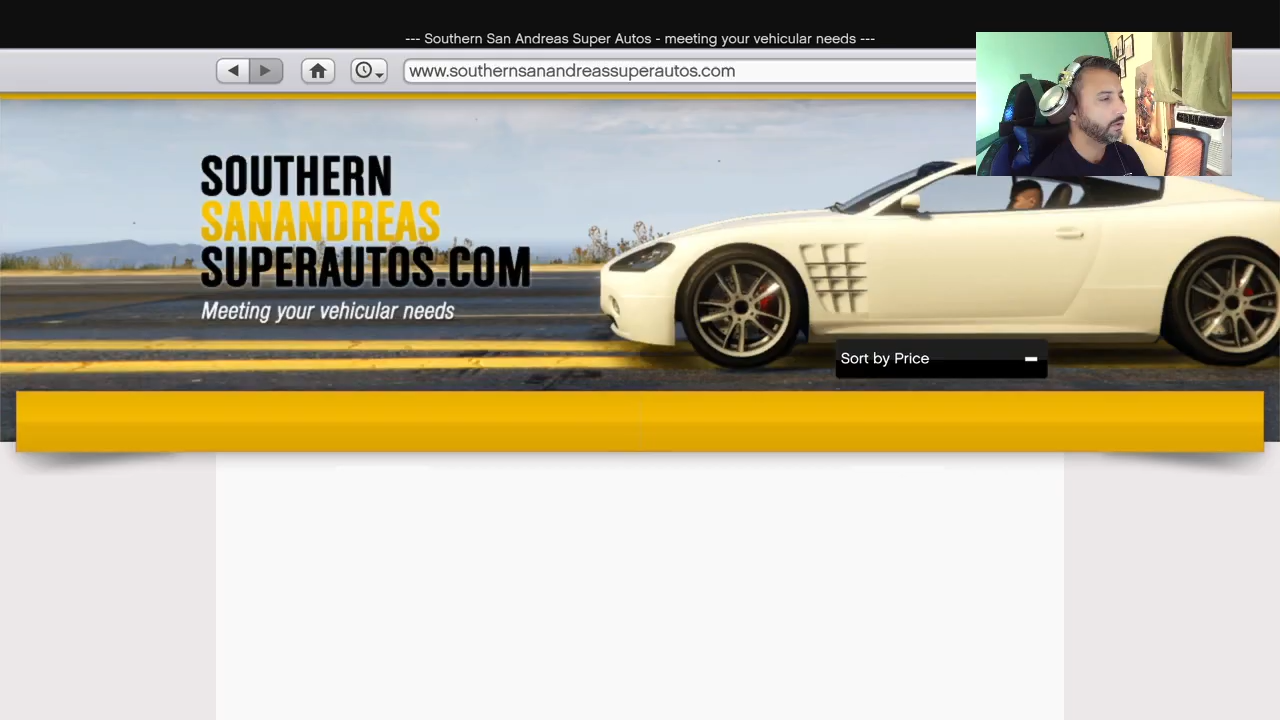 --- Southern San Andreas Super Autos - meeting your vehicular needs ---
www.southernsanandreassuperautos.com
SOUTHERN
SANANDREAS
SUPERAUTOS.COM
Meeting your vehicular needs
Sort by Price